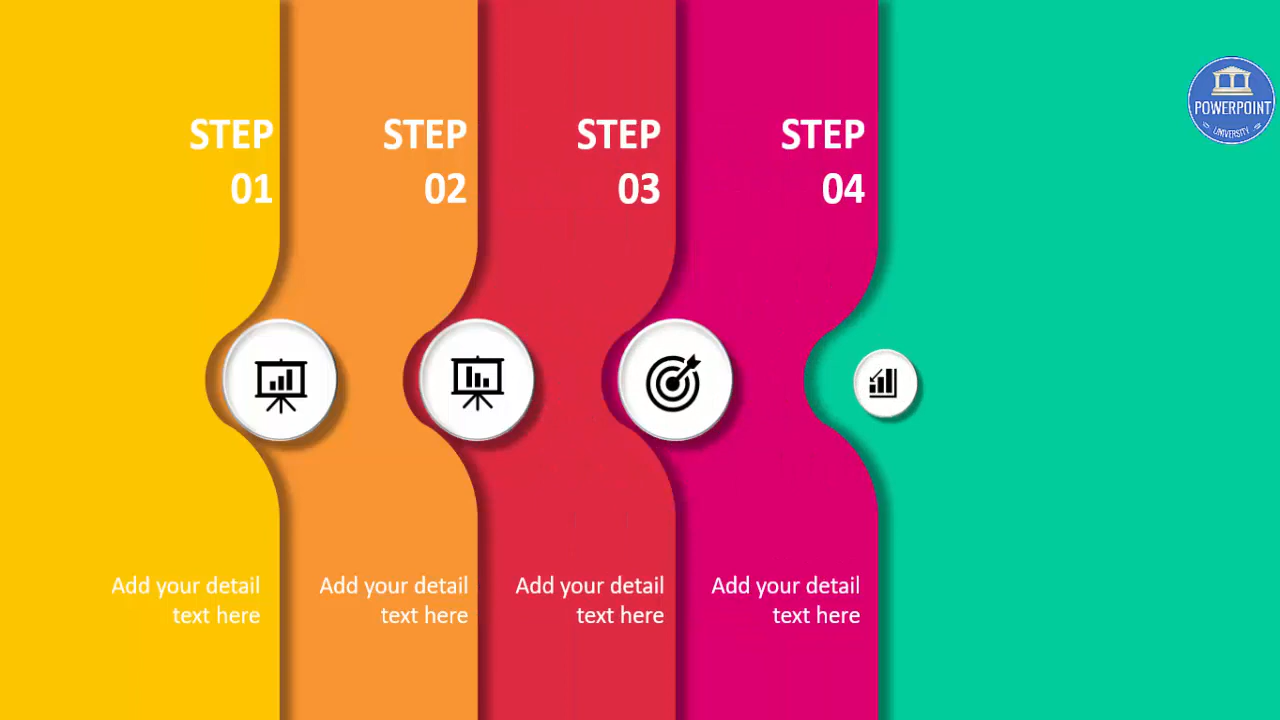 STEP
01
STEP
02
STEP
03
STEP
04
POWERPOINT
UNIVERSITY
Add your detail
text here
Add your detail
text here
Add your detail
text here
Add your detail
text here